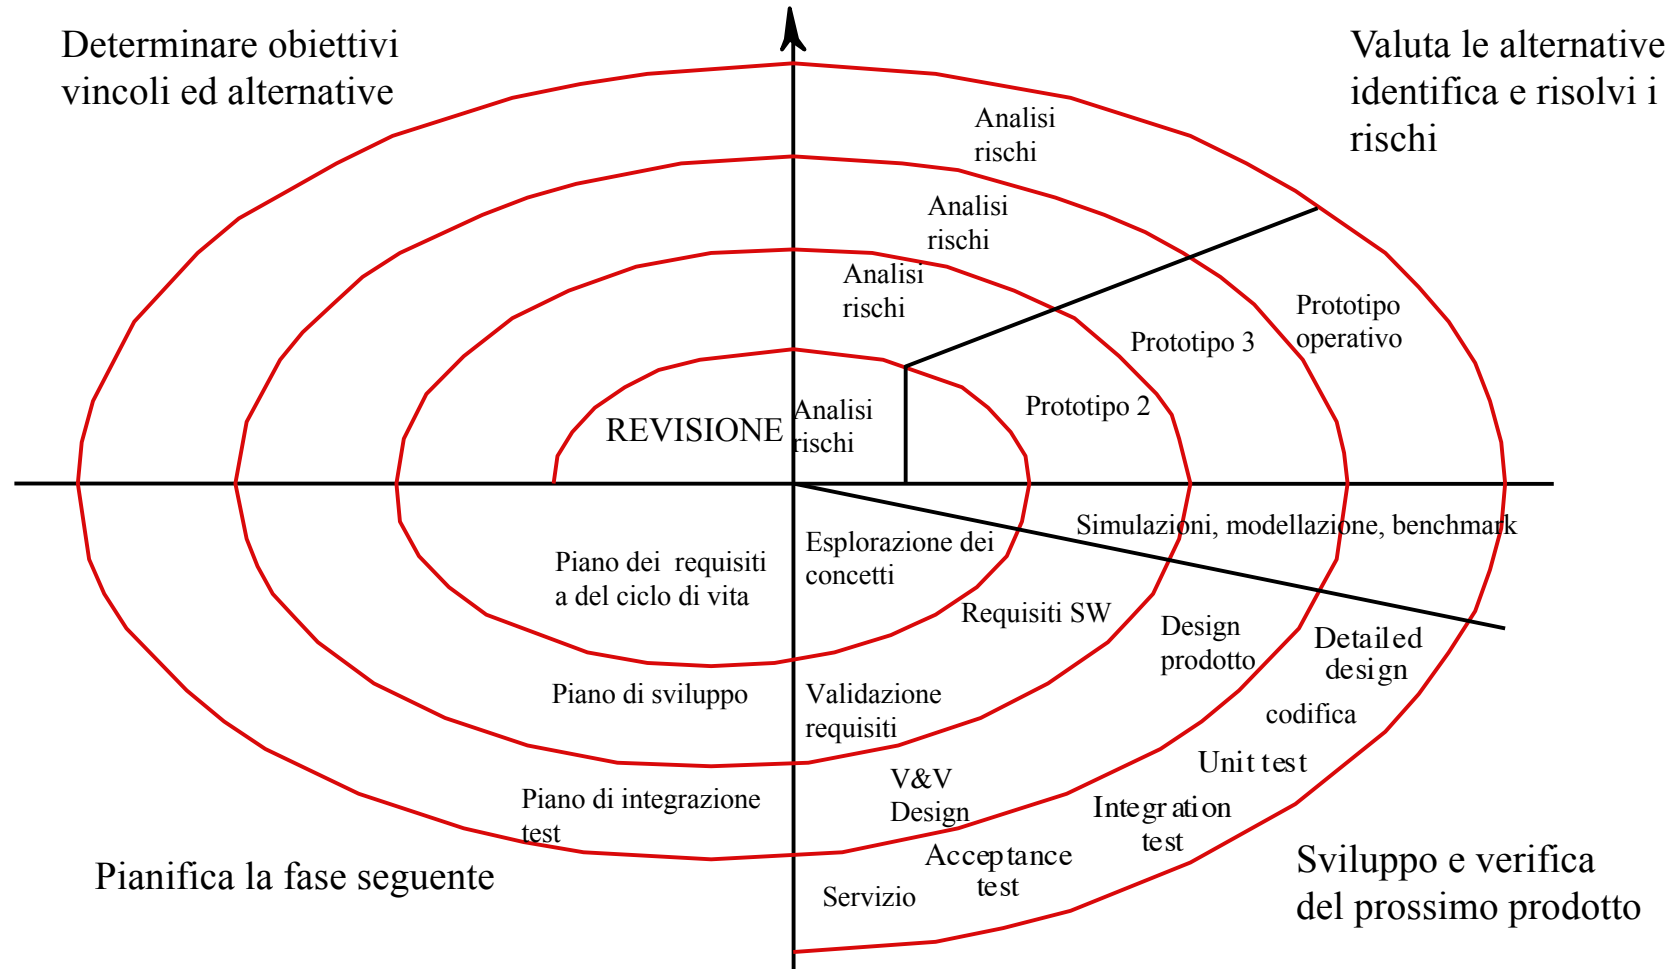 Determinare obiettivi
vincoli ed alternative
Valuta le alternative
identifica e risolvi i
rischi
Analisi
rischi
Analisi
rischi
Analisi
rischi
Prototipo
operativo
Prototipo 3
Prototipo 2
REVISIONE
Analisi
rischi
Simulazioni, modellazione, benchmark
Esplorazione dei
concetti
Piano dei requisiti
a del ciclo di vita
Requisiti SW
Design
prodotto
Detailed
design
Piano di sviluppo
Validazione
requisiti
codifica
Unit test
V&V
Design
Piano di integrazione
test
Integration
test
Acceptance
test
Servizio
Pianifica la fase seguente
Sviluppo e verifica
del prossimo prodotto